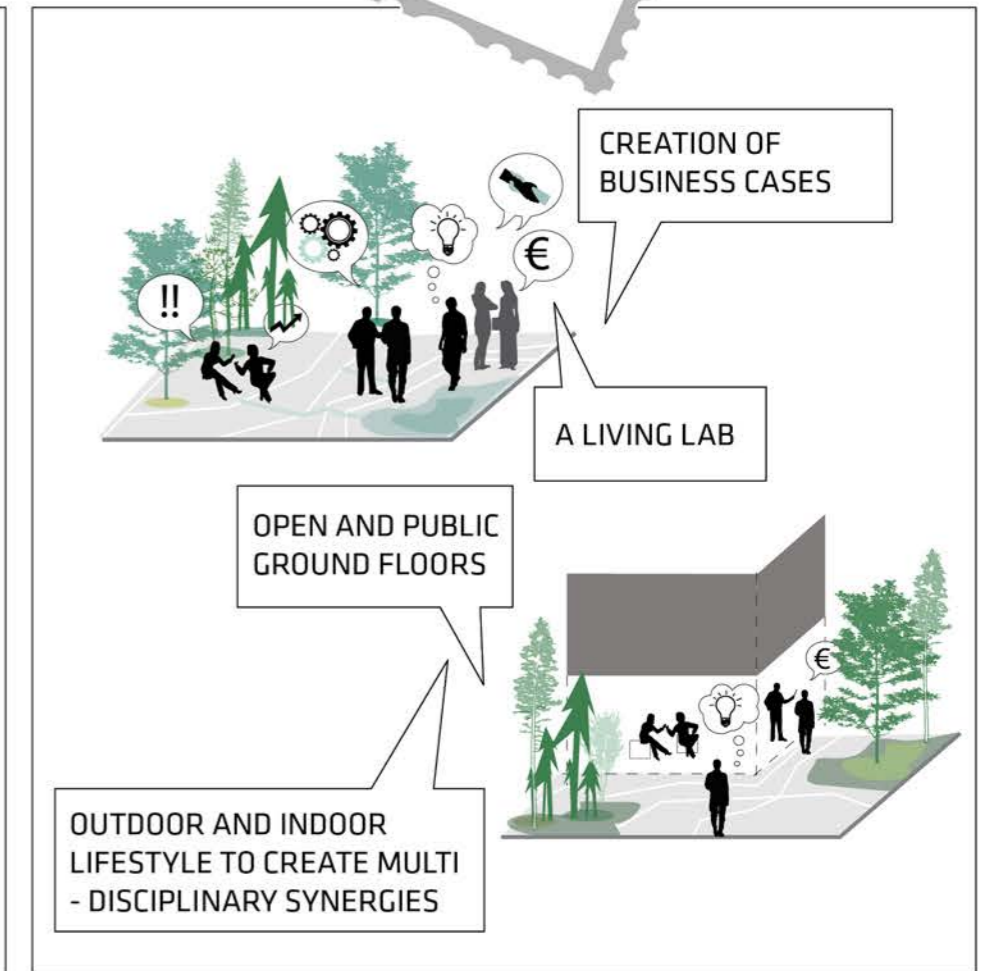 CREATION OF
BUSINESS CASES
!!
€
A LIVING LAB
OPEN AND PUBLIC
GROUND FLOORS
€
OUTDOOR AND INDOOR
LIFESTYLE TO CREATE MULTI
- DISCIPLINARY SYNERGIES